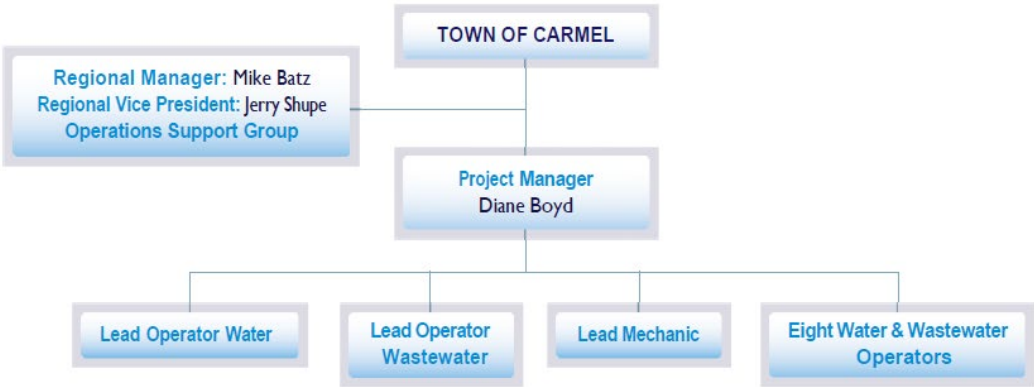 TOWN OF CARMEL
Regional Manager: Mike Batz
Regional Vice President: Jerry Shupe
Operations Support Group
Project Manager
Diane Boyd
Lead Operator Water
Lead Operator
Wastewater
Lead Mechanic
Eight Water & Wastewater
Operators